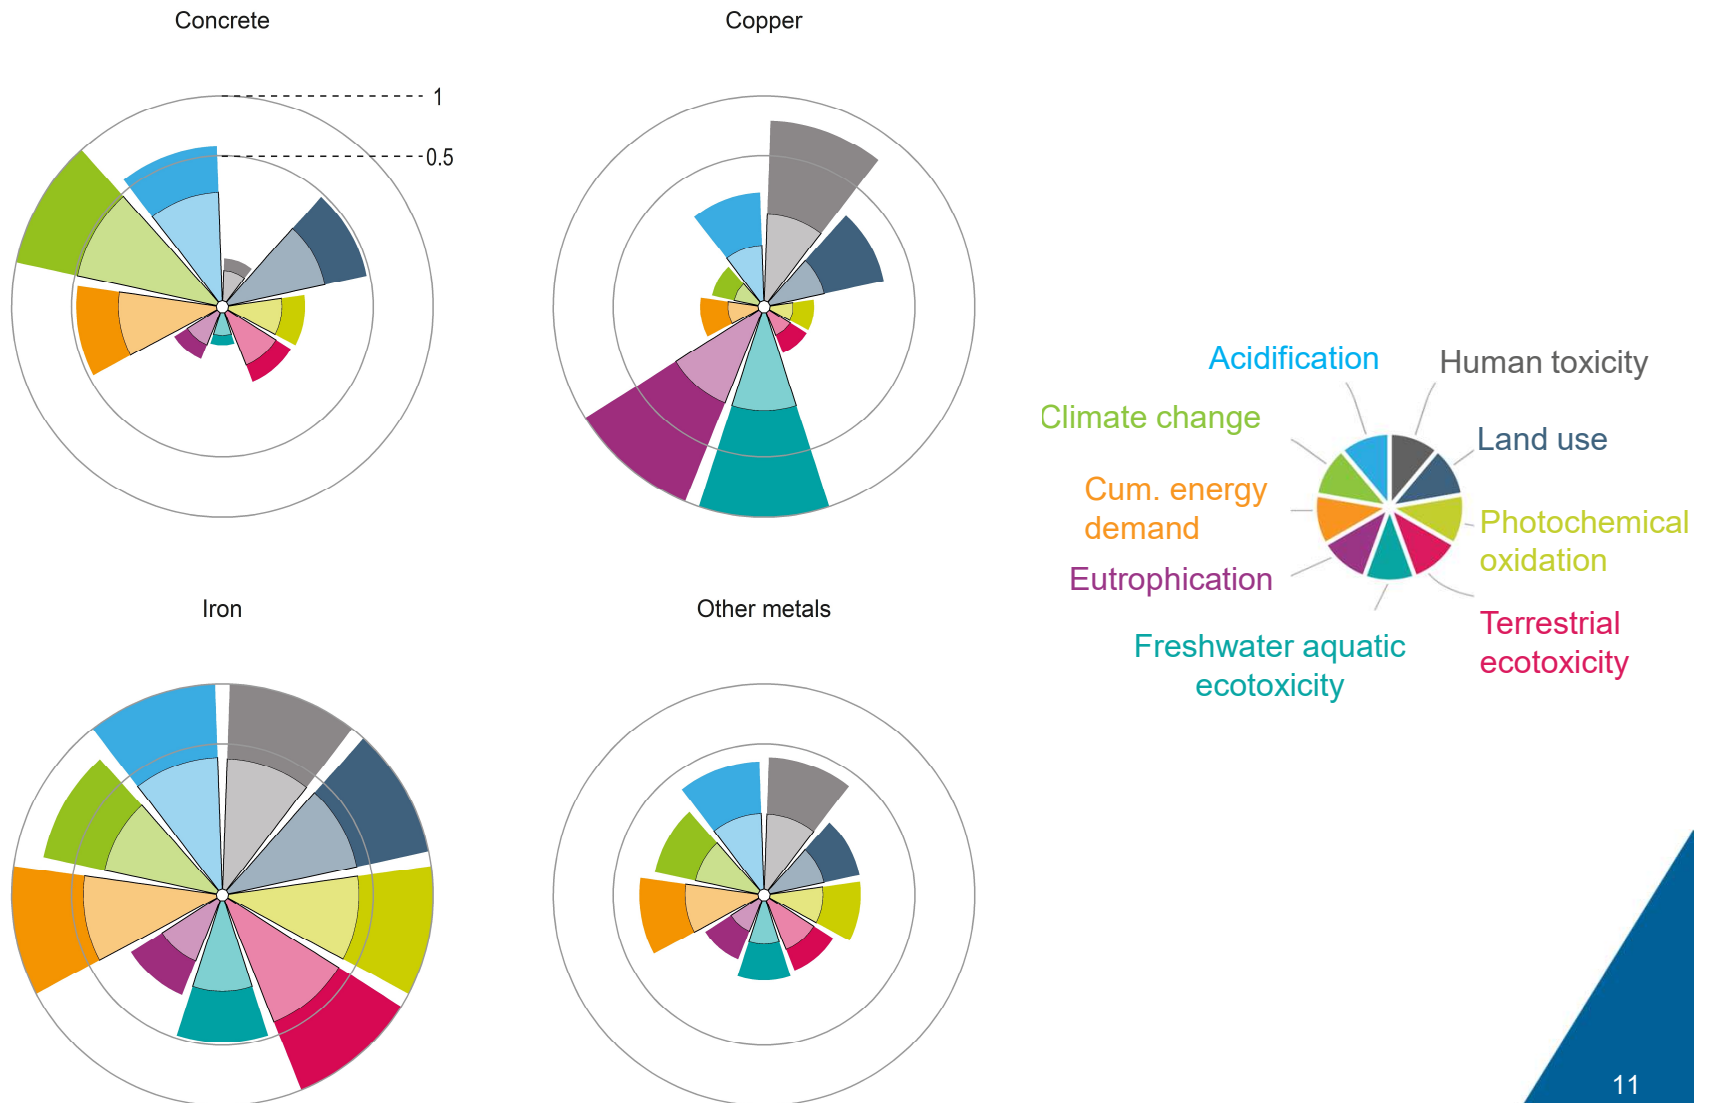 Concrete
Copper
1
0.5
Acidification
Human toxicity
Climate change
Land use
Cum. energy
demand
Photochemical
oxidation
Eutrophication
Terrestrial
ecotoxicity
Freshwater aquatic
ecotoxicity
Iron
Other metals
11